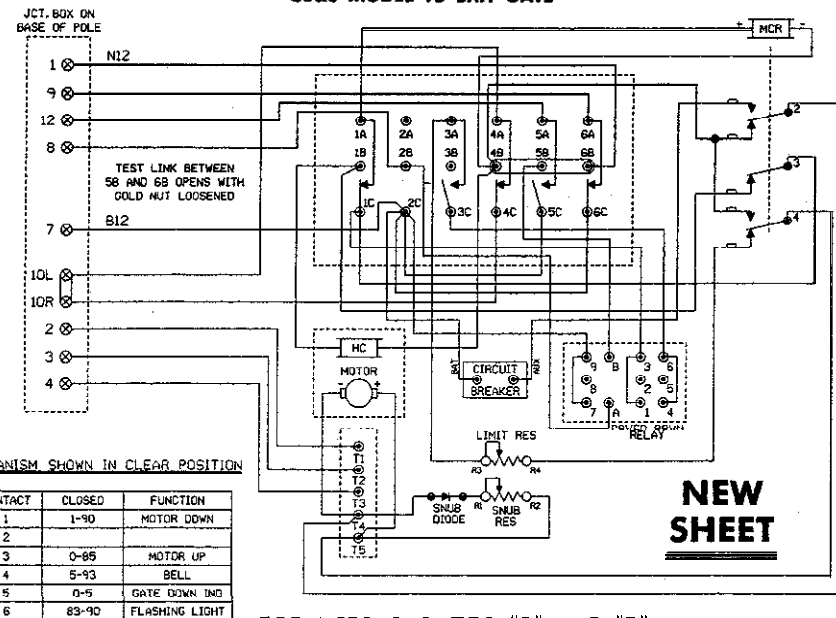 JCT. BOX ON
BASE OF POLE
MCR
+ -
1 N12
9
12
8
TEST LINK BETWEEN
5B AND 6B OPENS WITH
GOLD NUT LOOSENED
7 B12
10L
10R
2
3
4
1A 2A 3A 4A 5A 6A
1B 2B 3B 4B 5B 6B
1C 2C 3C 4C 5C 6C
2
3
4
HC
MOTOR
- +
BAT CIRCUIT BREAKER AUX
9 B 3 6
8 2 5
7 A 1 4
RELAY
LIMIT RES
R3 R4
SNUB
DIODE
R1 SNUB
RES R2
T1
T2
T3
T4
T5
NEW
SHEET
SHOWN IN CLEAR POSITION
CLOSED FUNCTION
1 1-90 MOTOR DOWN
2
3 0-85 MOTOR UP
4 5-93 BELL
5 0-5 GATE DOWN IND
6 83-90 FLASHING LIGHT